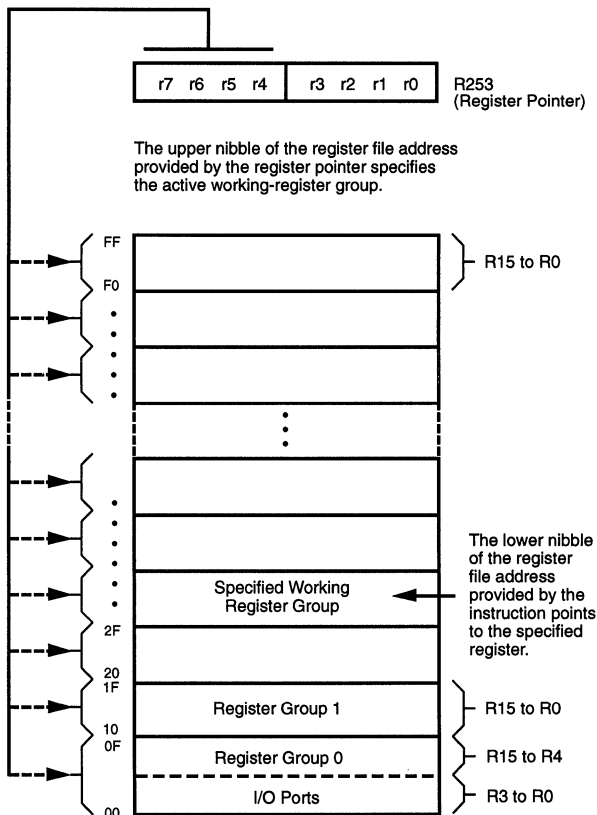 r7 r6 r5 r4 r3 r2 r1 r0
R253
(Register Pointer)
The upper nibble of the register file address
provided by the register pointer specifies
the active working-register group.
FF
R15 to R0
F0
Specified Working
Register Group
The lower nibble
of the register
file address
provided by the
instruction points
to the specified
register.
2F
20
1F
Register Group 1
R15 to R0
10
0F
Register Group 0
R15 to R4
I/O Ports
R3 to R0
00